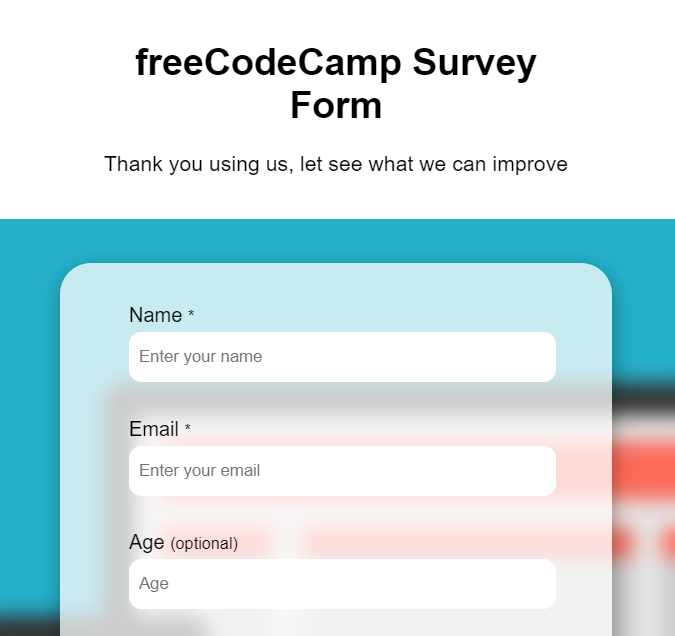 freeCodeCamp Survey
Form
Thank you using us, let see what we can improve
Name *
Enter your name
Email *
Enter your email
Age (optional)
Age